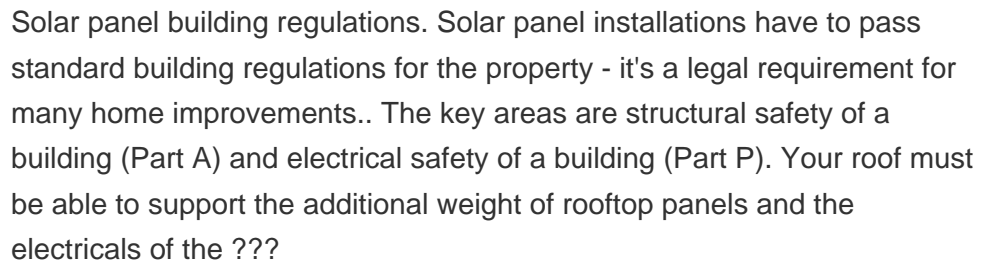 Solar panel building regulations. Solar panel installations have to pass
standard building regulations for the property - it's a legal requirement for
many home improvements.. The key areas are structural safety of a
building (Part A) and electrical safety of a building (Part P). Your roof must
be able to support the additional weight of rooftop panels and the
electricals of the ???